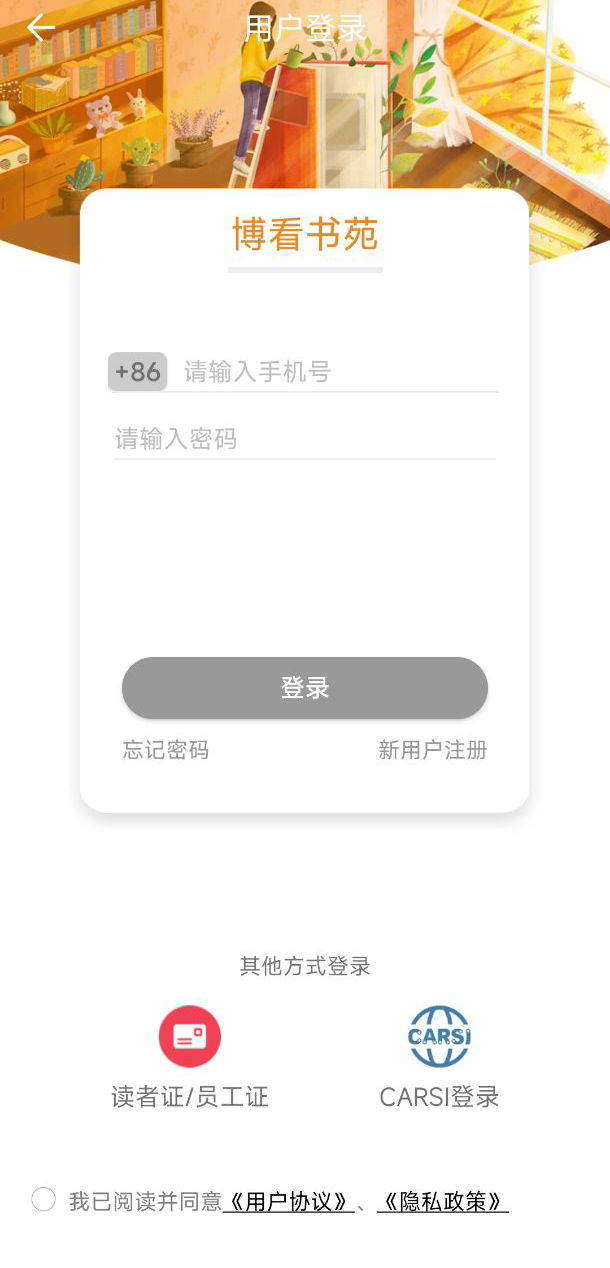 用户登录
博看书苑
+86 请输入手机号
请输入密码
登录
忘记密码 新用户注册
其他方式登录
CARSI
读者证/员工证 CARSI登录
我已阅读并同意《用户协议》、《隐私政策》